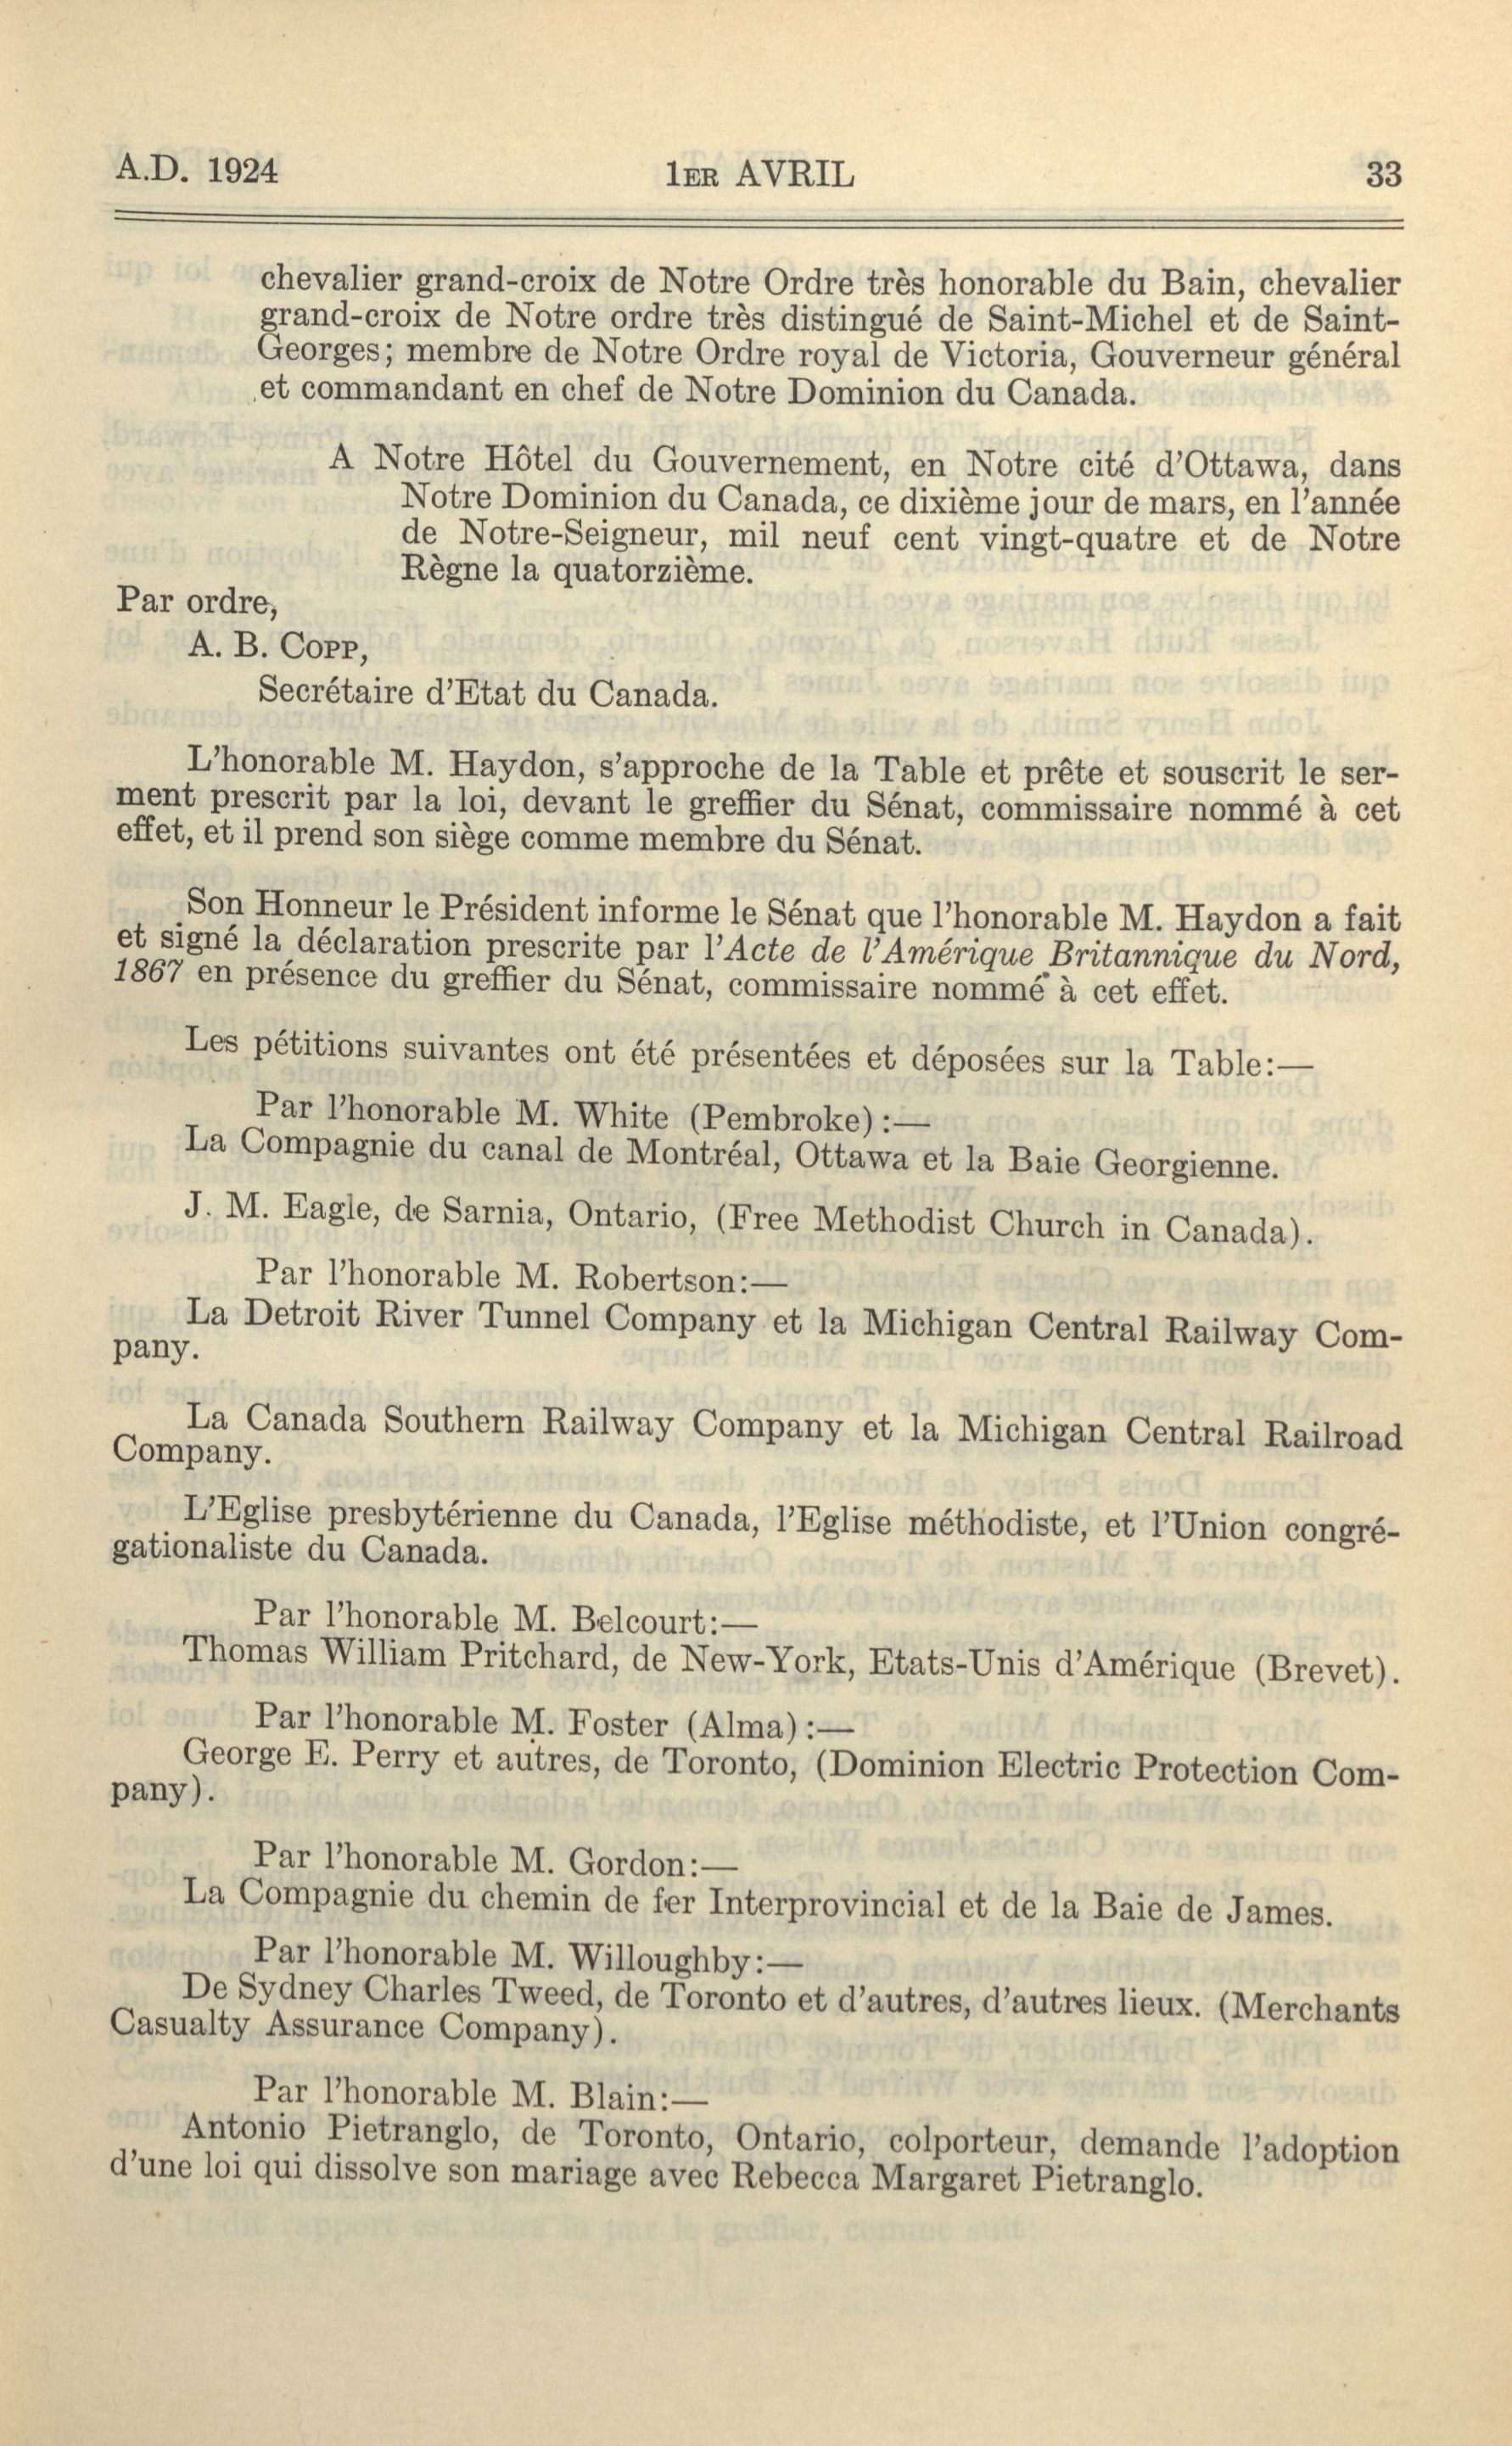 A.D. 1924 1ER AVRIL 33
chevalier grand-croix de Notre Ordre très honorable du Bain, chevalier
grand-croix de Notre ordre très distingué de Saint-Michel et de Saint-
Georges; membre de Notre Ordre royal de Victoria, Gouverneur général
et commandant en chef de Notre Dominion du Canada.
A Notre Hôtel du Gouvernement, en Notre cité d'Ottawa, dans
Notre Dominion du Canada, ce dixième jour de mars, en l'année
de Notre-Seigneur, mil neuf cent vingt-quatre et de Notre
Règne la quatorzième.
Par ordre,
A. B. COPP,
Secrétaire d'Etat du Canada.
L'honorable M. Haydon, s'approche de la Table et prête et souscrit le ser-
ment prescrit par la loi, devant le greffier du Sénat, commissaire nommé à cet
effet, et il prend son siège comme membre du Sénat.
Son Honneur le Président informe le Sénat que l'honorable M. Haydon a fait
et signé la déclaration prescrite par l'Acte de l'Amérique Britannique du Nord,
1867 en présence du greffier du Sénat, commissaire nommé à cet effet.
Les pétitions suivantes ont été présentées et déposées sur la Table:—
Par l'honorable M. White (Pembroke):—
La Compagnie du canal de Montréal, Ottawa et la Baie Georgienne.
J. M. Eagle, de Sarnia, Ontario, (Free Methodist Church in Canada).
Par l'honorable M. Robertson:—
La Detroit River Tunnel Company et la Michigan Central Railway Com-
pany.
La Canada Southern Railway Company et la Michigan Central Railroad
Company.
L'Eglise presbytérienne du Canada, l'Eglise méthodiste, et l'Union congré-
gationaliste du Canada.
Par l'honorable M. Belcourt:—
Thomas William Pritchard, de New-York, Etats-Unis d'Amérique (Brevet).
Par l'honorable M. Foster (Alma):—
George E. Perry et autres, de Toronto, (Dominion Electric Protection Com-
pany).
Par l'honorable M. Gordon:—
La Compagnie du chemin de fer Interprovincial et de la Baie de James.
Par l'honorable M. Willoughby:—
De Sydney Charles Tweed, de Toronto et d'autres, d'autres lieux. (Merchants
Casualty Assurance Company).
Par l'honorable M. Blain:—
Antonio Pietranglo, de Toronto, Ontario, colporteur, demande l'adoption
d'une loi qui dissolve son mariage avec Rebecca Margaret Pietranglo.